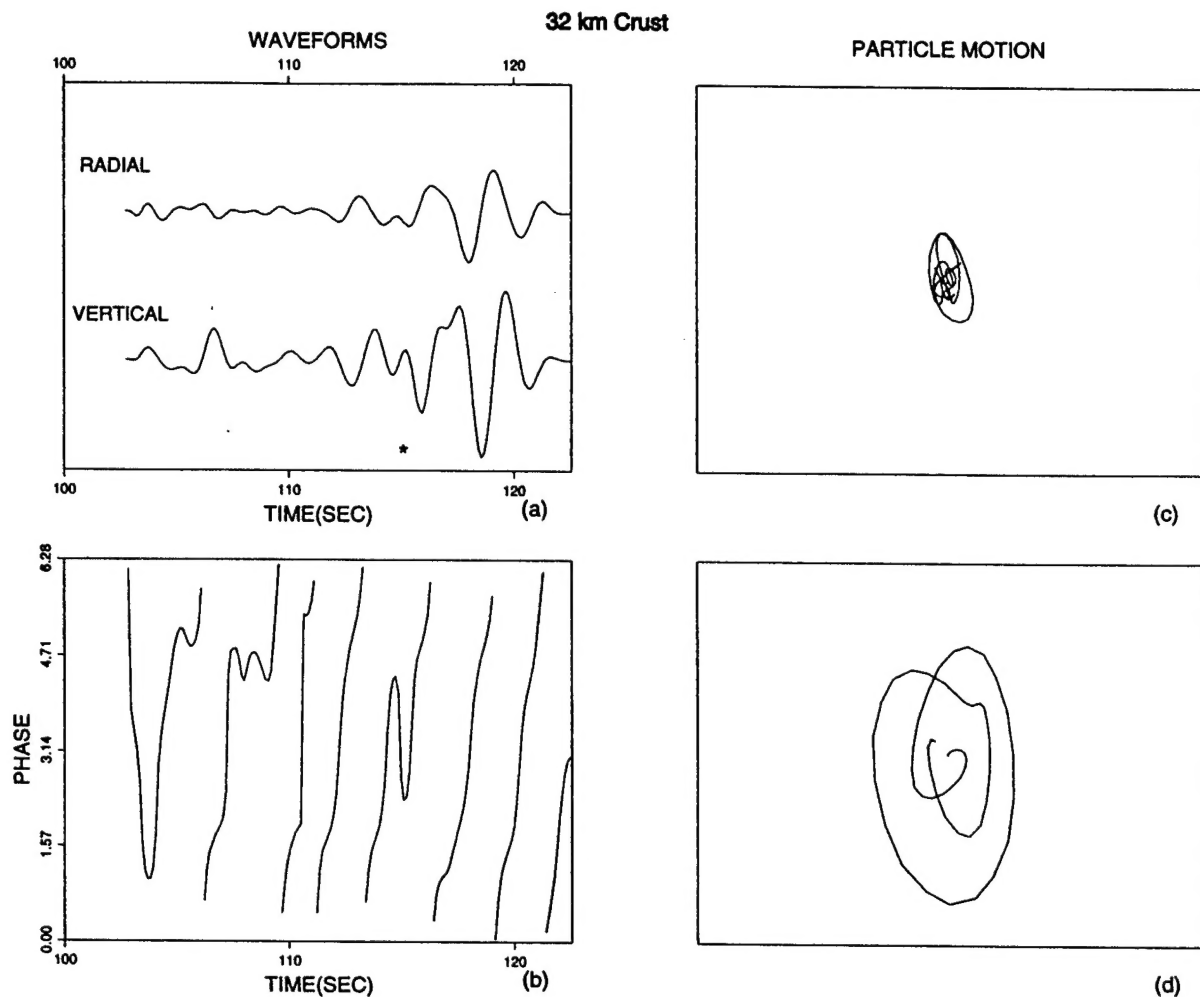 32 km Crust
WAVEFORMS
100 110 120
RADIAL
VERTICAL
*
100 110 120
TIME(SEC)
(a)
PARTICLE MOTION
(c)
6.28
4.71
3.14
1.57
0.00
PHASE
100 110 120
TIME(SEC)
(b)
(d)